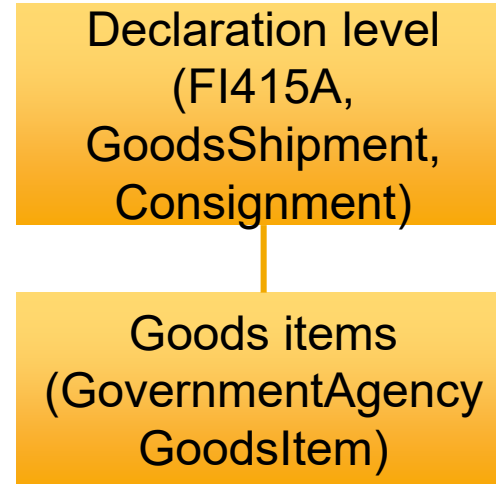 Declaration level
(FI415A,
GoodsShipment,
Consignment)
Goods items
(GovernmentAgency
GoodsItem)